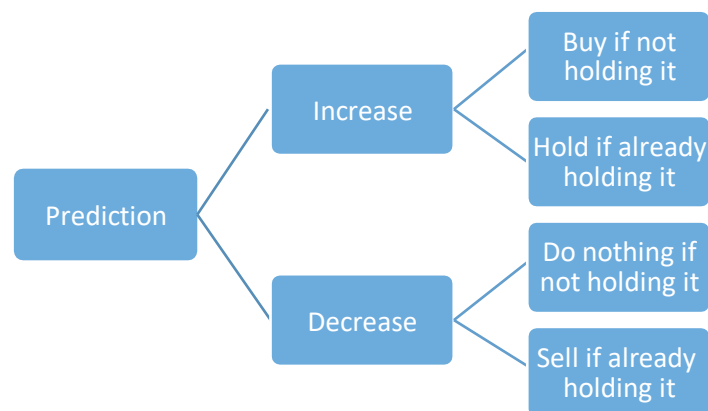 Prediction
Increase
Buy if not
holding it
Hold if already
holding it
Decrease
Do nothing if
not holding it
Sell if already
holding it